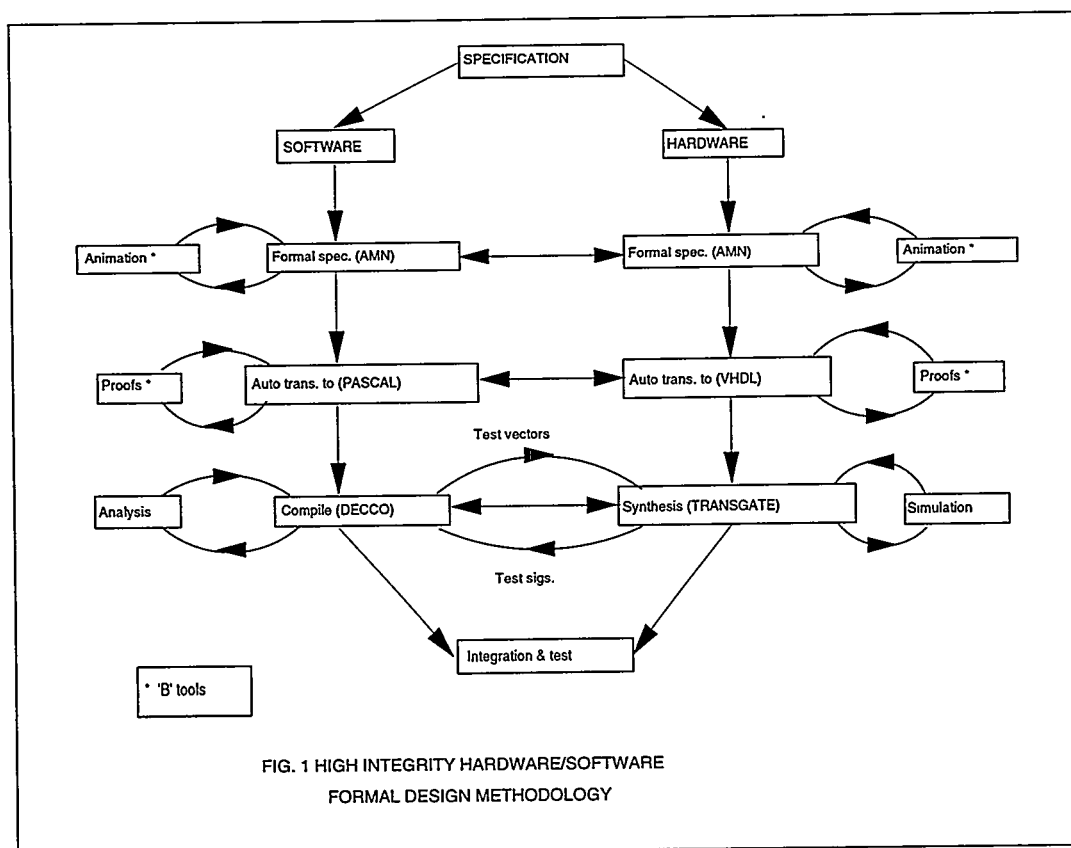 SPECIFICATION
SOFTWARE
HARDWARE
Animation *
Formal spec. (AMN)
Formal spec. (AMN)
Animation *
Proofs *
Auto trans. to (PASCAL)
Auto trans. to (VHDL)
Proofs *
Test vectors
Analysis
Compile (DECCO)
Synthesis (TRANSGATE)
Simulation
Test sigs.
Integration & test
* 'B' tools
FIG. 1 HIGH INTEGRITY HARDWARE/SOFTWARE
FORMAL DESIGN METHODOLOGY